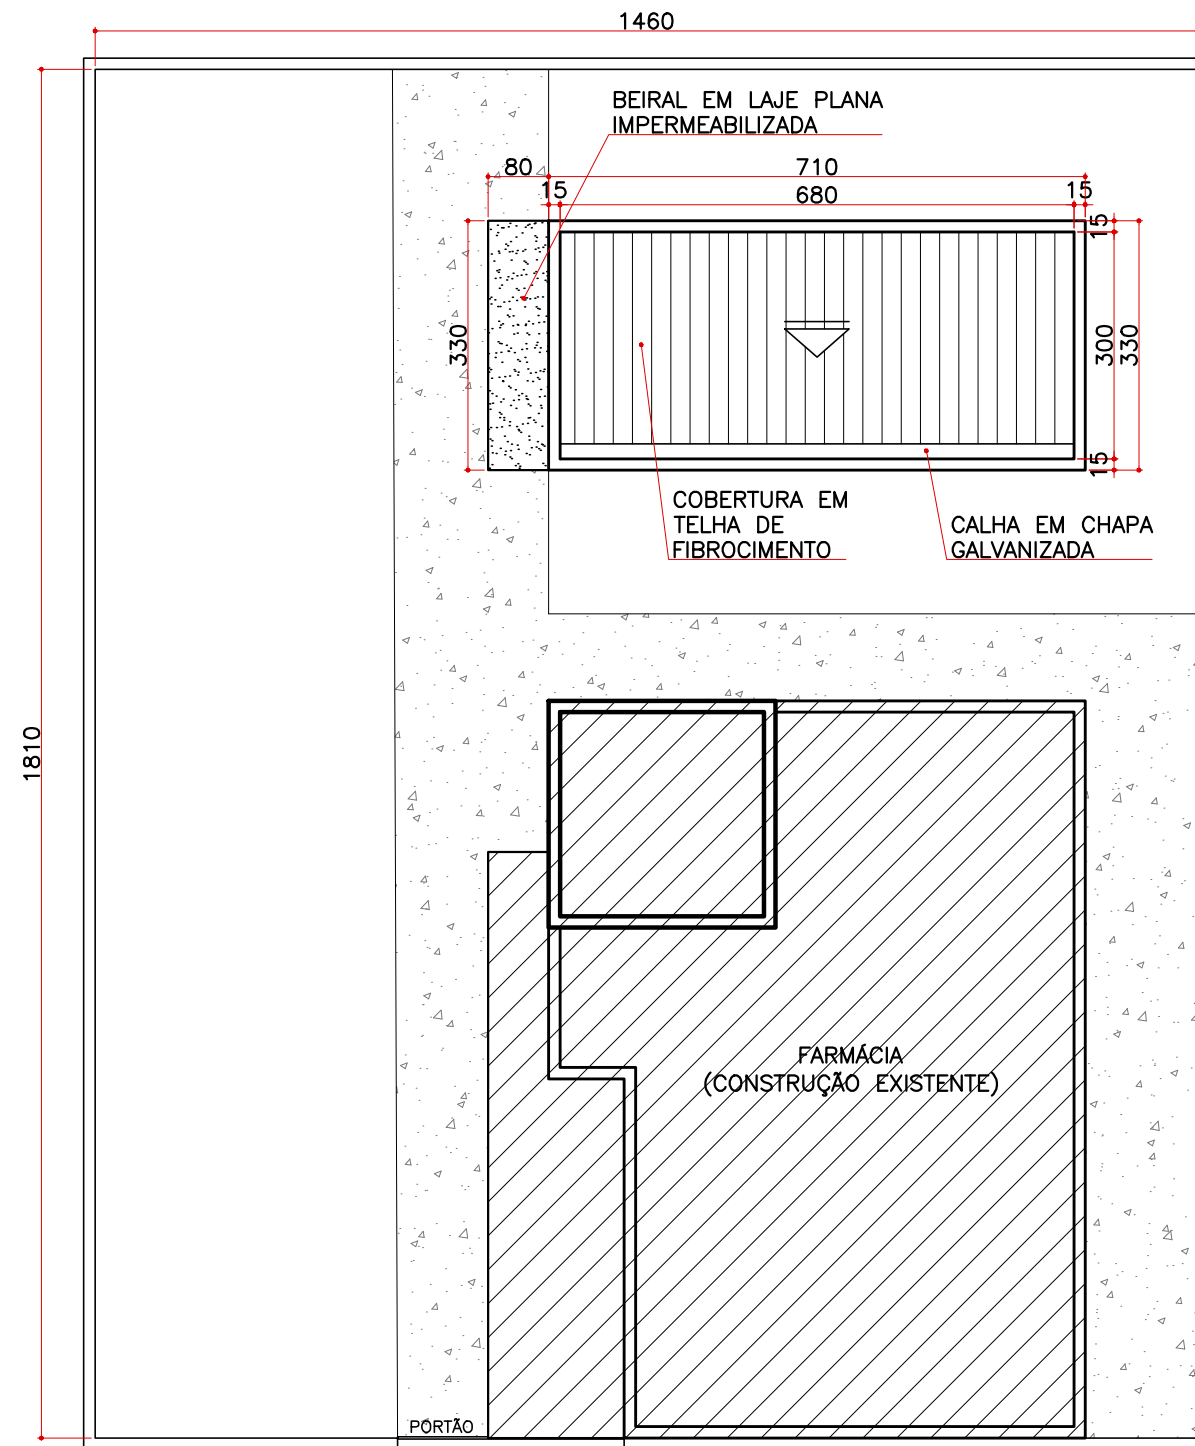 1460
BEIRAL EM LAJE PLANA
IMPERMEABILIZADA
80
710
15
680
15
15
330
300
330
15
COBERTURA EM
TELHA DE
FIBROCIMENTO
CALHA EM CHAPA
GALVANIZADA
1810
FARMÁCIA
(CONSTRUÇÃO EXISTENTE)
PORTÃO